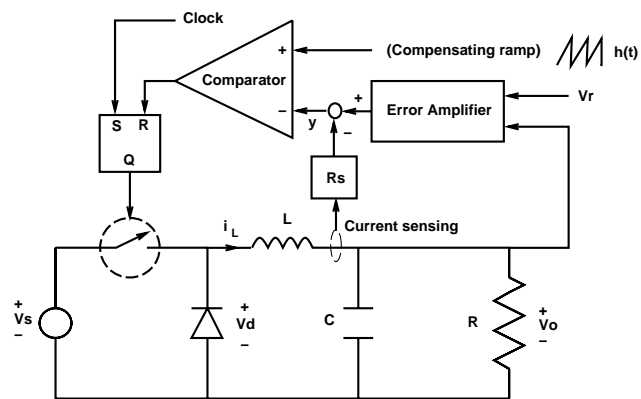 Clock
(Compensating ramp) h(t)
+
Comparator
−
y
+
−
Error Amplifier
Vr
S R
Q
Rs
Current sensing
i L
L
+
Vs
−
+
Vd
−
C
R
+
Vo
−